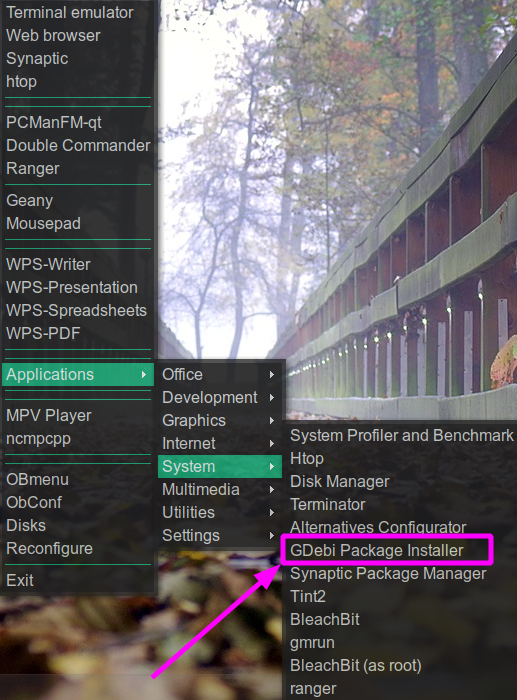 Terminal emulator
Web browser
Synaptic
htop
PCManFM-qt
Double Commander
Ranger
Geany
Mousepad
WPS-Writer
WPS-Presentation
WPS-Spreadsheets
WPS-PDF
Applications
MPV Player
ncmpcpp
OBmenu
ObConf
Disks
Reconfigure
Exit
Office
Development
Graphics
Internet
System
Multimedia
Utilities
Settings
System Profiler and Benchmark
Htop
Disk Manager
Terminator
Alternatives Configurator
GDebi Package Installer
Synaptic Package Manager
Tint2
BleachBit
gmrun
BleachBit (as root)
ranger